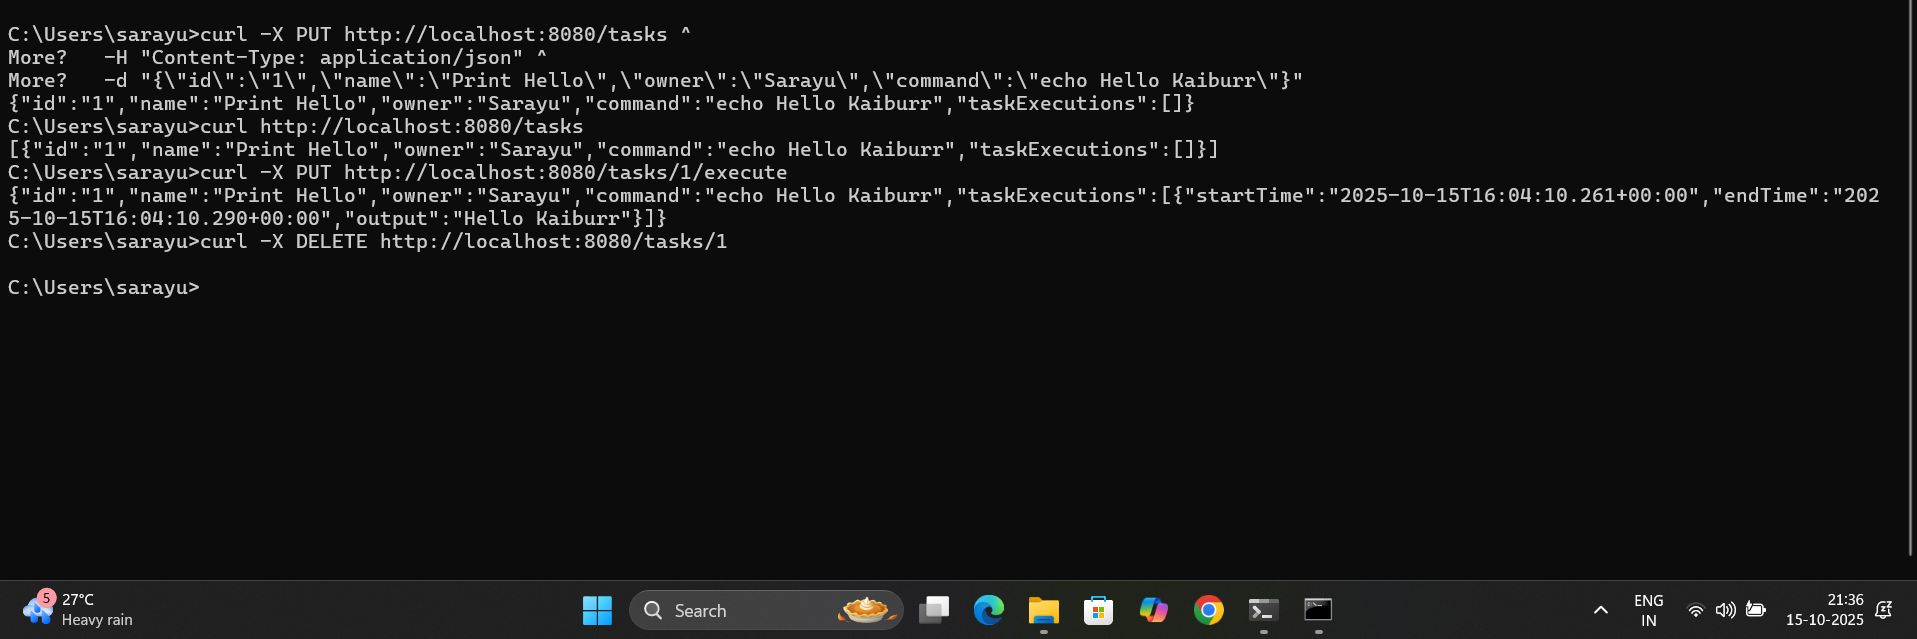 C:\Users\sarayu>curl -X PUT http://localhost:8080/tasks ^
More?   -H "Content-Type: application/json" ^
More?   -d "{\"id\":\"1\",\"name\":\"Print Hello\",\"owner\":\"Sarayu\",\"command\":\"echo Hello Kaiburr\"}"
{"id":"1","name":"Print Hello","owner":"Sarayu","command":"echo Hello Kaiburr","taskExecutions":[]}
C:\Users\sarayu>curl http://localhost:8080/tasks
[{"id":"1","name":"Print Hello","owner":"Sarayu","command":"echo Hello Kaiburr","taskExecutions":[]}]
C:\Users\sarayu>curl -X PUT http://localhost:8080/tasks/1/execute
{"id":"1","name":"Print Hello","owner":"Sarayu","command":"echo Hello Kaiburr","taskExecutions":[{"startTime":"2025-10-15T16:04:10.261+00:00","endTime":"202
5-10-15T16:04:10.290+00:00","output":"Hello Kaiburr"}]}
C:\Users\sarayu>curl -X DELETE http://localhost:8080/tasks/1
C:\Users\sarayu>
5
27°C
Heavy rain
Search
ENG
IN
21:36
15-10-2025